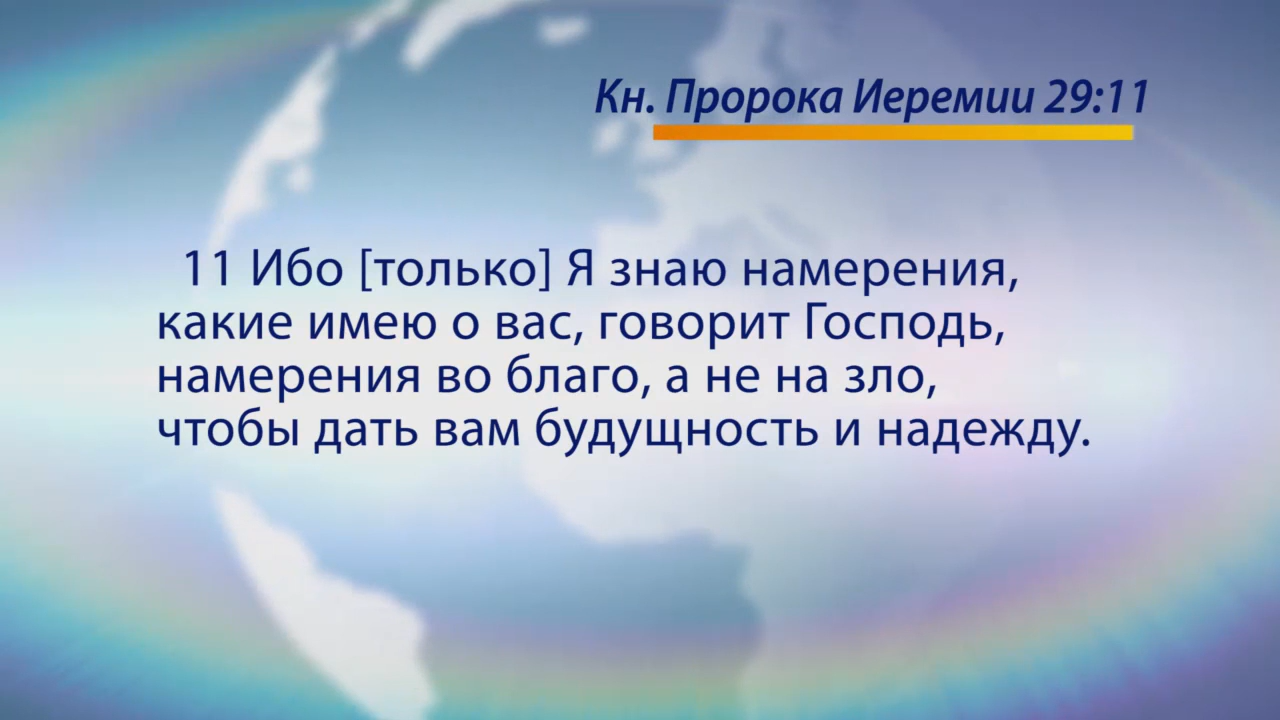 Кн. Пророка Иеремии 29:11
11 Ибо [только] Я знаю намерения,
какие имею о вас, говорит Господь,
намерения во благо, а не на зло,
чтобы дать вам будущность и надежду.